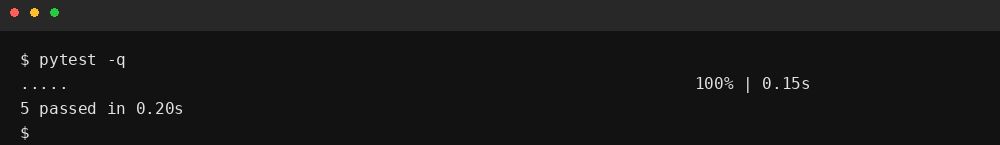 $ pytest -q
..... 100% | 0.15s
5 passed in 0.20s
$